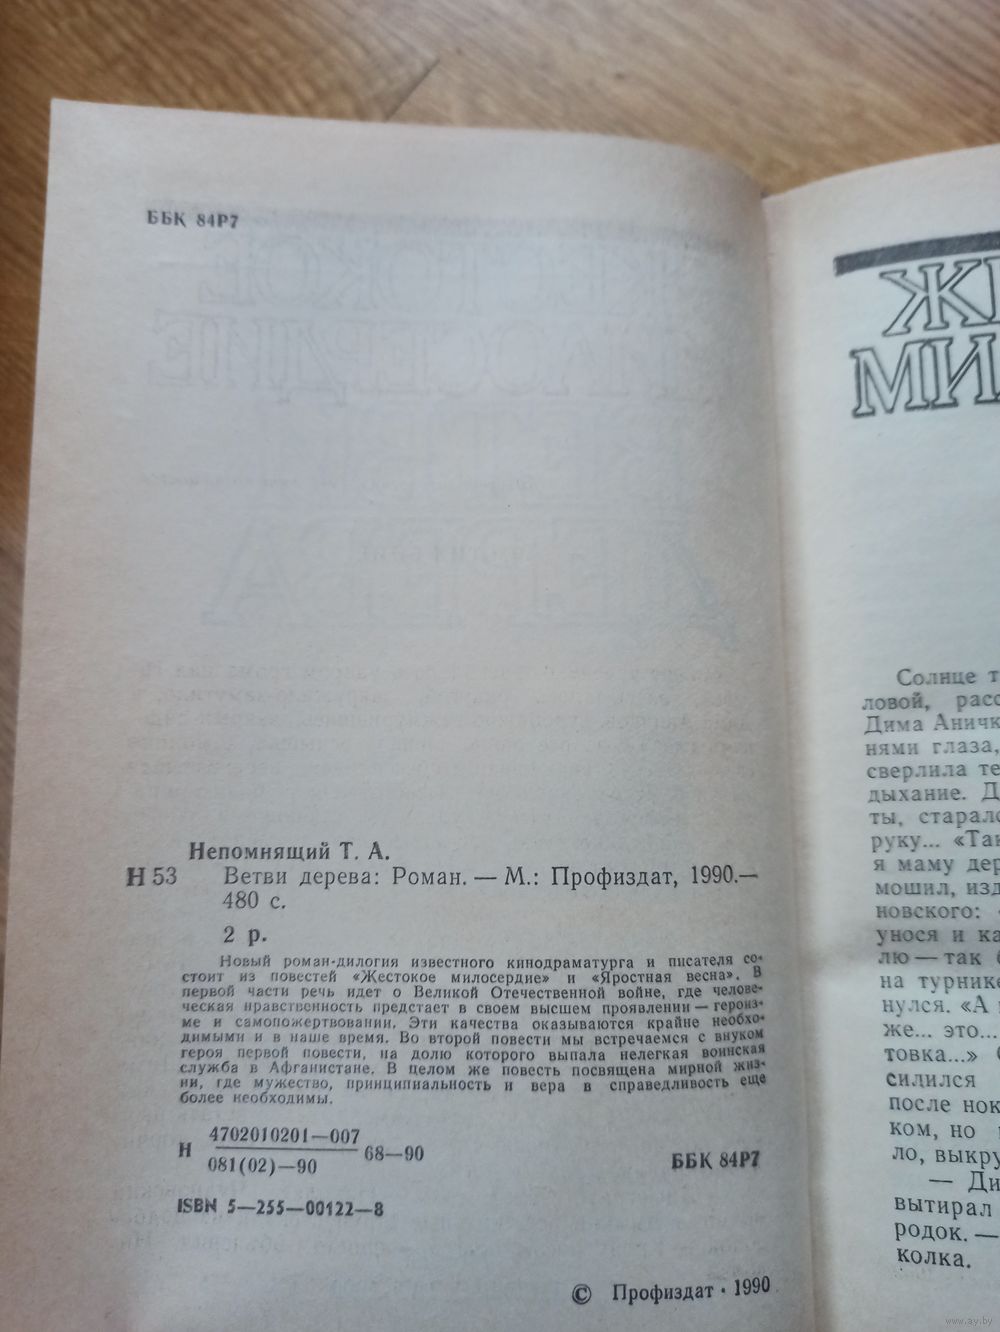 ББК 84Р7
Непомнящий Т. А.
Н 53 Ветви дерева: Роман. — М.: Профиздат, 1990.—
480 с.
2 р.
Новый роман-дилогия известного кинодраматурга и писателя со-
стоит из повестей «Жестокое милосердие» и «Яростная весна». В
первой части речь идет о Великой Отечественной войне, где челове-
ческая нравственность предстает в своем высшем проявлении — героиз-
ме и самопожертвовании. Эти качества оказываются крайне необхо-
димыми и в наше время. Во второй повести мы встречаемся с внуком
героя первой повести, на долю которого выпала нелегкая воинская
служба в Афганистане. В целом же повесть посвящена мирной жиз-
ни, где мужество, принципиальность и вера в справедливость еще
более необходимы.
Н 4702010201—007
081(02)—90 68—90
ББК 84Р7
ISBN 5—255—00122—8
© Профиздат · 1990
ЖЕ
МИ
Солнце т
ловой, расс
Дима Аничк
нями глаза,
сверлила те
дыхание. Д
ты, старалс
руку... «Так
я маму дер
мошил, изд
новского:
унося и ка
лю — так
на турнике
нулся. «А
же... это...
товка...»
силился
после нок
ком, но
ло, выкру
— Ди
вытирал
родок. —
колка.
www.ay.by